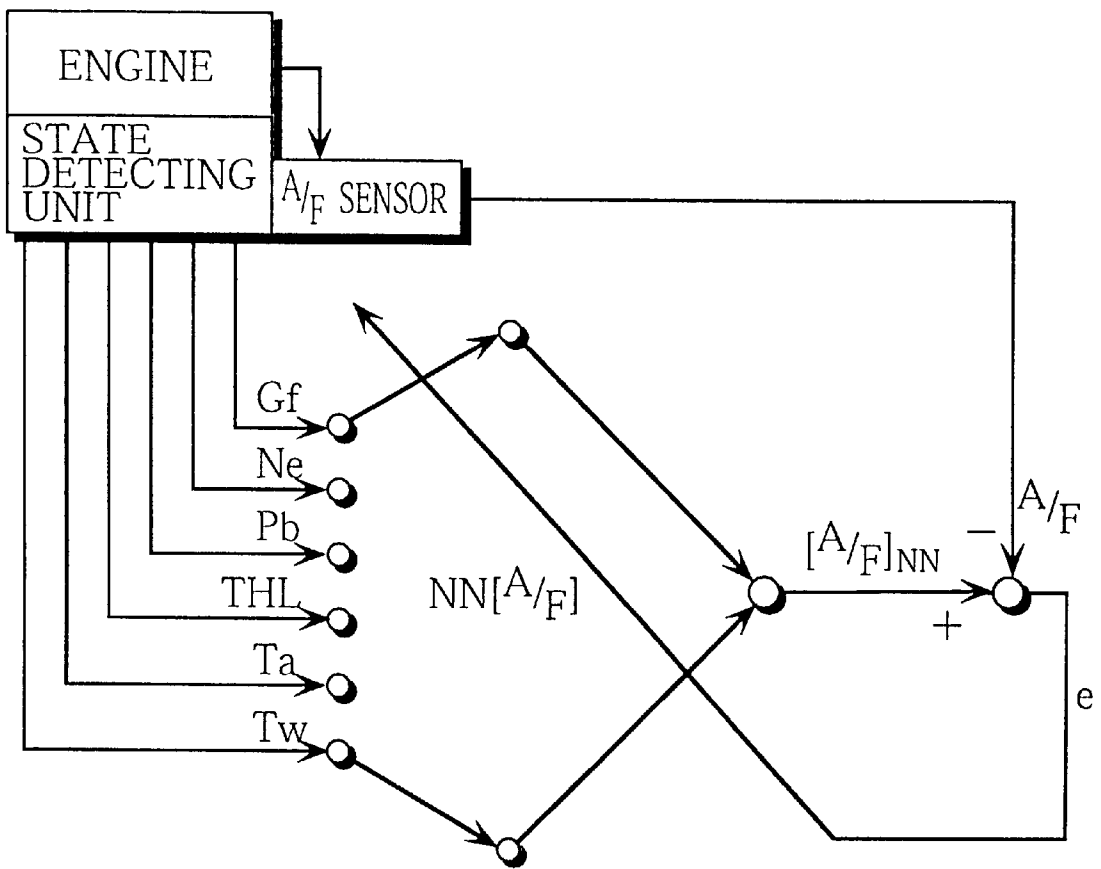 ENGINE
STATE
DETECTING
UNIT
A/F SENSOR
Gf
Ne
Pb
THL
Ta
Tw
NN[A/F]
[A/F]NN
A/F
−
+
e